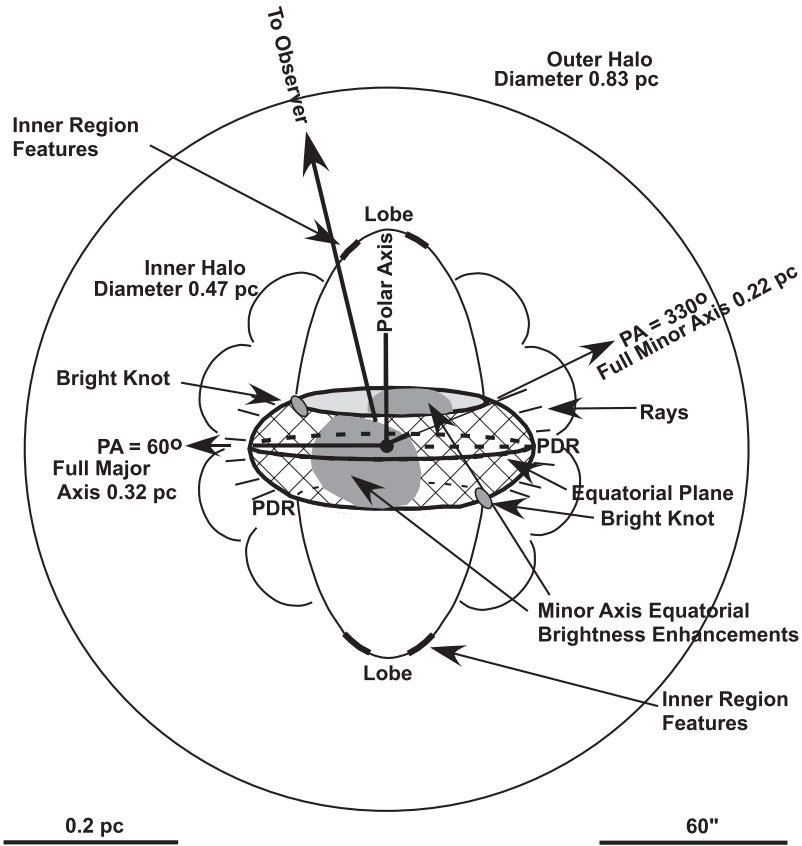 To Observer
Outer Halo
Diameter 0.83 pc
Inner Region
Features
Lobe
Polar Axis
Inner Halo
Diameter 0.47 pc
PA = 330º
Full Minor Axis 0.22 pc
Bright Knot
Rays
PA = 60º
Full Major
Axis 0.32 pc
PDR
PDR
Equatorial Plane
Bright Knot
Minor Axis Equatorial
Brightness Enhancements
Lobe
Inner Region
Features
0.2 pc
60"